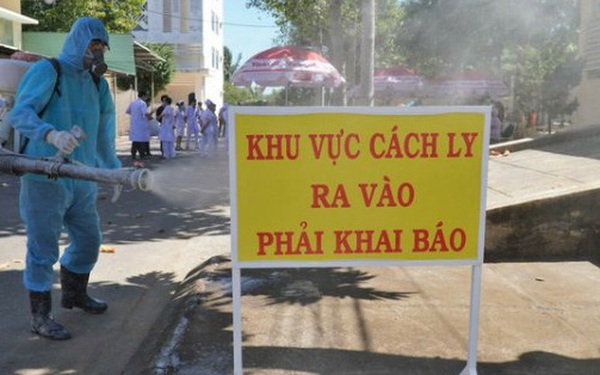 KHU VỰC CÁCH LY
RA VÀO
PHẢI KHAI BÁO